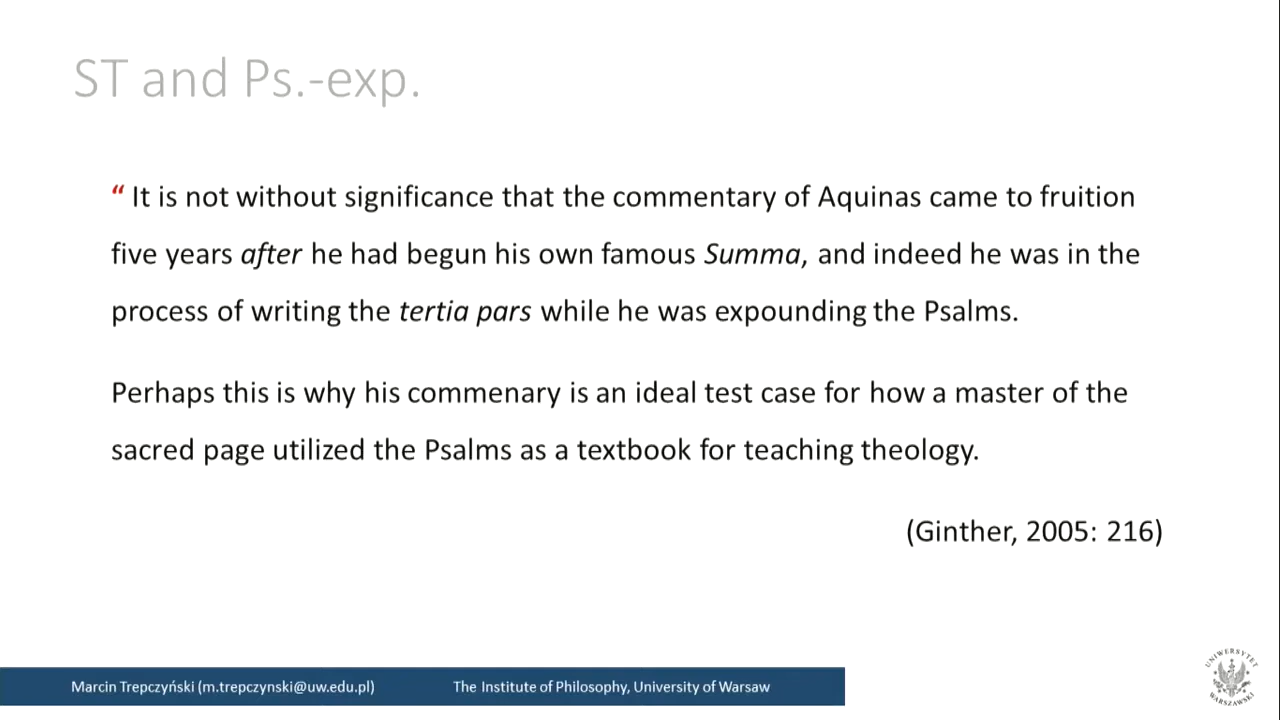 ST and Ps.-exp.
“ It is not without significance that the commentary of Aquinas came to fruition
five years after he had begun his own famous Summa, and indeed he was in the
process of writing the tertia pars while he was expounding the Psalms.
Perhaps this is why his commenary is an ideal test case for how a master of the
sacred page utilized the Psalms as a textbook for teaching theology.
(Ginther, 2005: 216)
Marcin Trepczyński (m.trepczynski@uw.edu.pl) The Institute of Philosophy, University of Warsaw
UNIWERSYTET
WARSZAWSKI